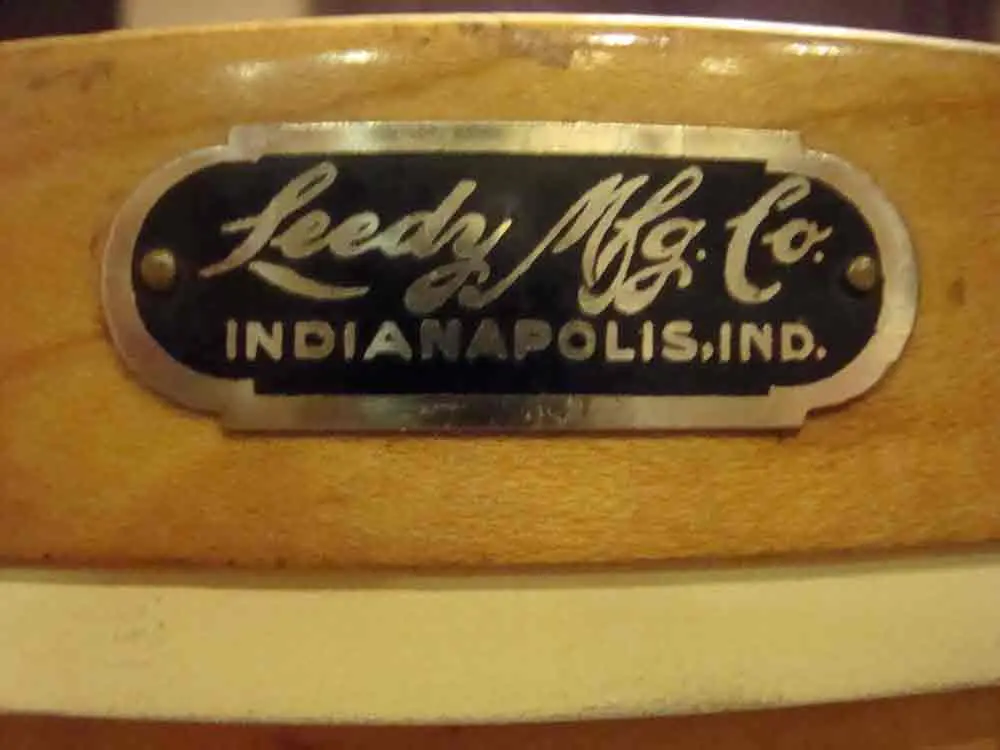 Leedy Mfg. Co.
INDIANAPOLIS, IND.